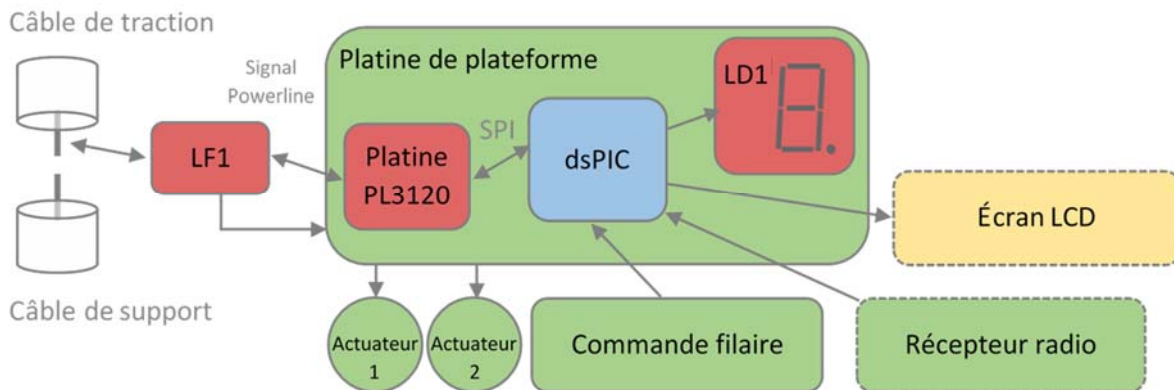 Câble de traction
Signal
Powerline
Platine de plateforme
LD1
LF1
Platine
PL3120
SPI
dsPIC
Écran LCD
Câble de support
Actuateur
1
Actuateur
2
Commande filaire
Récepteur radio